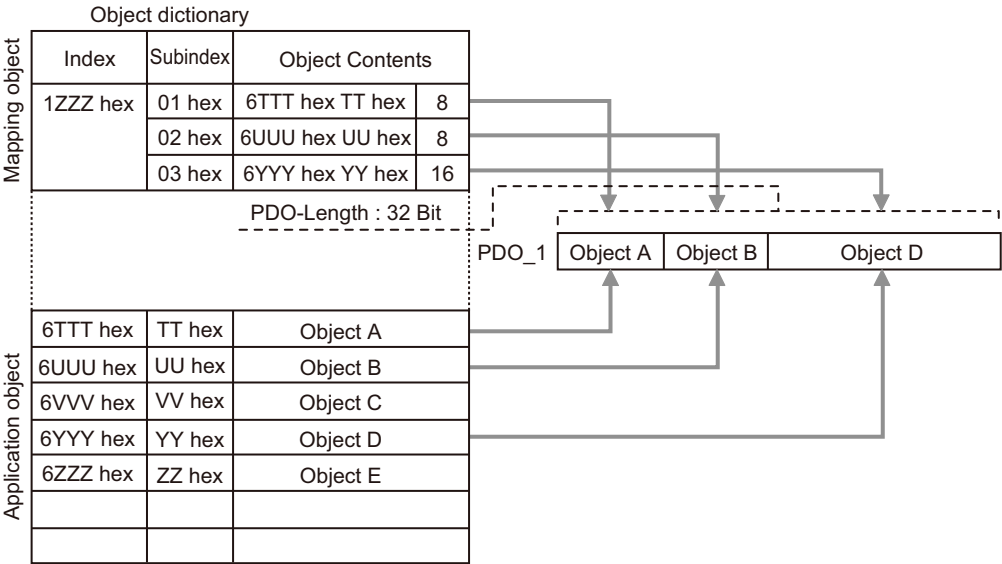 Object dictionary
Mapping object
Index Subindex Object Contents
1ZZZ hex 01 hex 6TTT hex TT hex 8
02 hex 6UUU hex UU hex 8
03 hex 6YYY hex YY hex 16
PDO-Length : 32 Bit
PDO_1 Object A Object B Object D
Application object
6TTT hex TT hex Object A
6UUU hex UU hex Object B
6VVV hex VV hex Object C
6YYY hex YY hex Object D
6ZZZ hex ZZ hex Object E